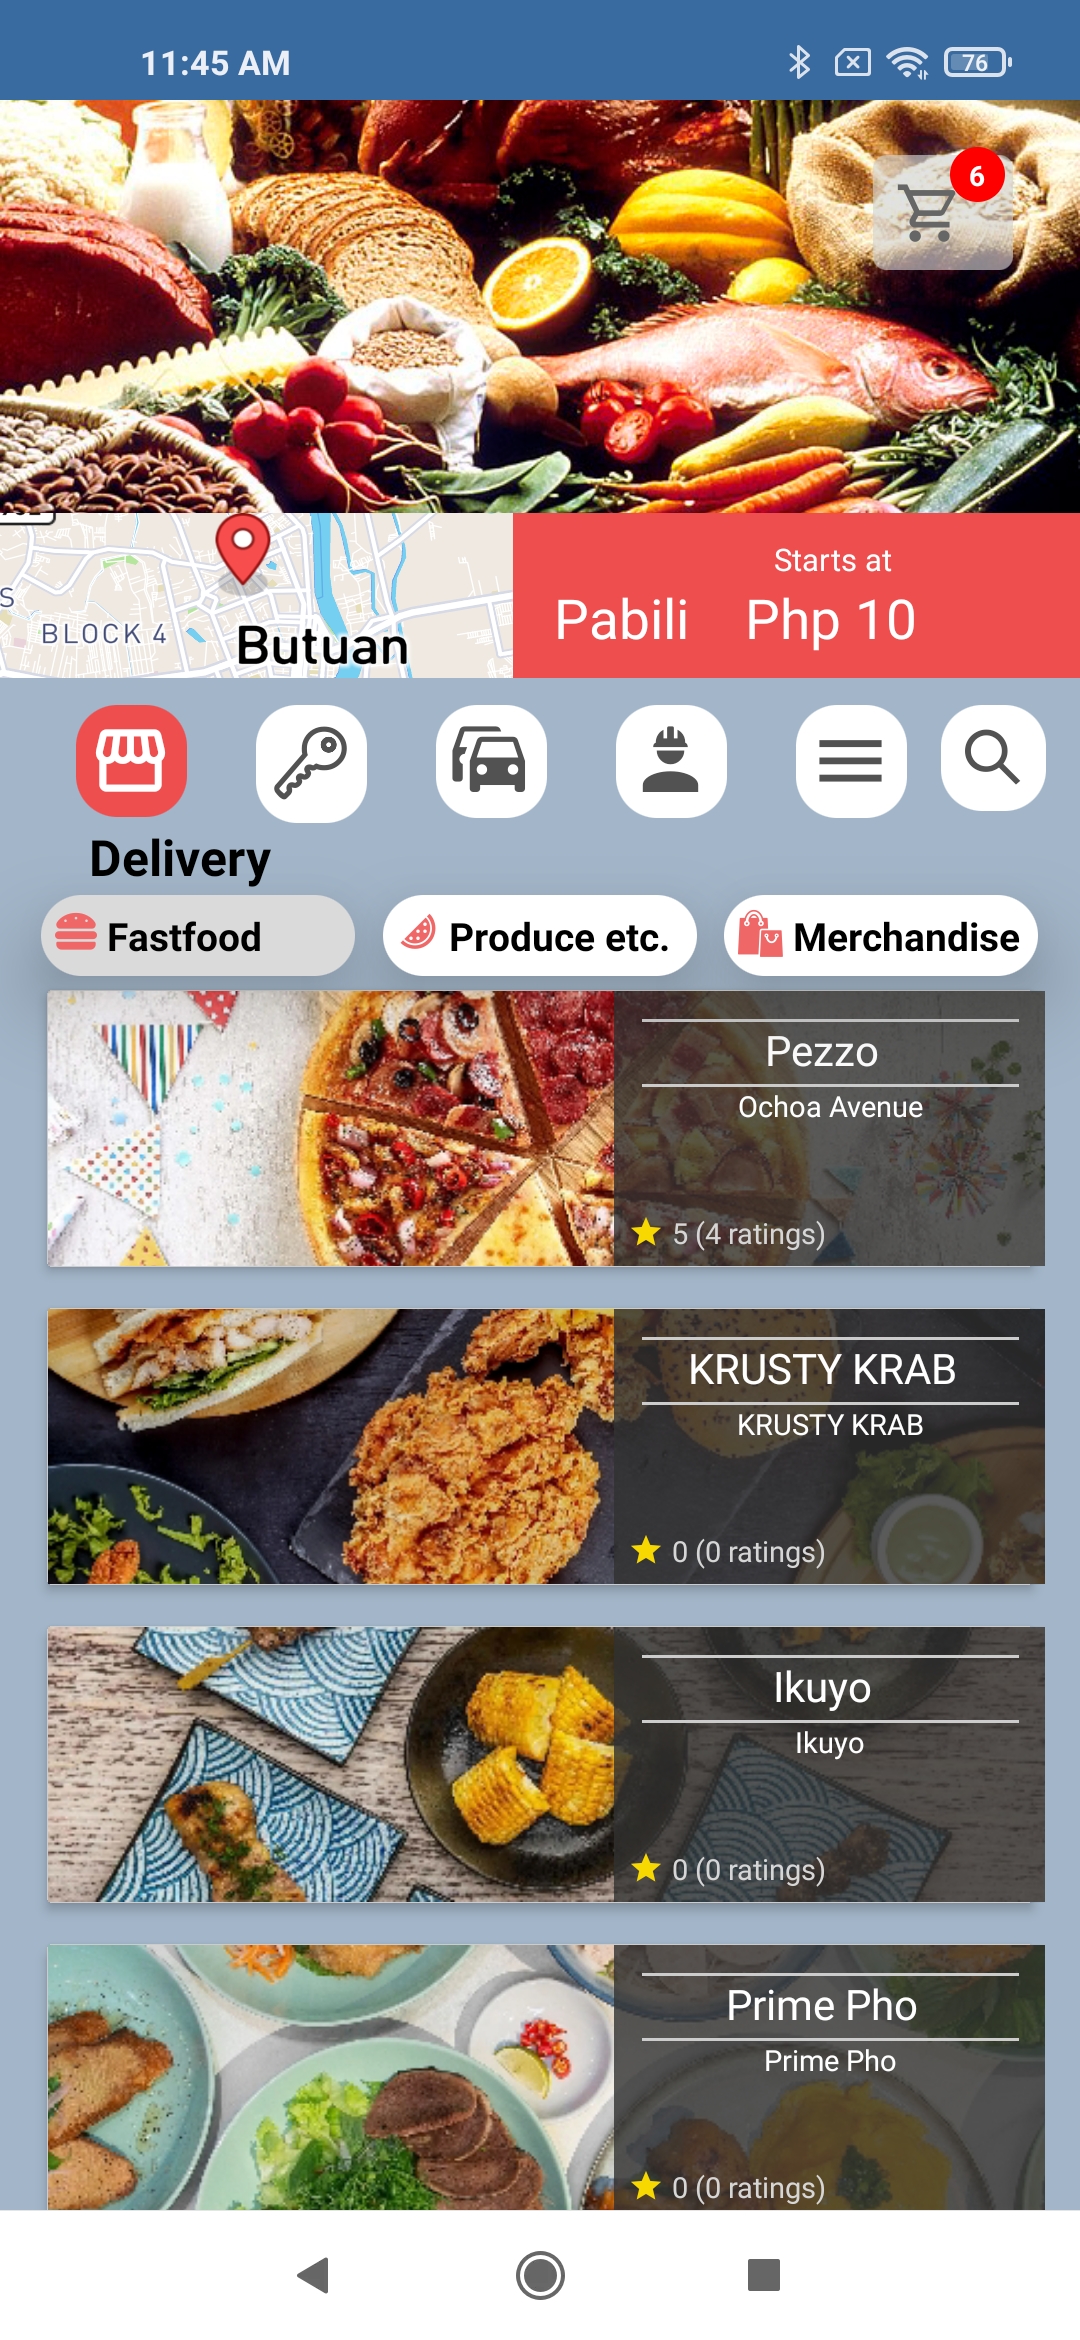 11:45 AM
76
6
S
BLOCK 4
Butuan
Starts at
Pabili Php 10
Delivery
Fastfood
Produce etc.
Merchandise
Pezzo
Ochoa Avenue
5 (4 ratings)
KRUSTY KRAB
KRUSTY KRAB
0 (0 ratings)
Ikuyo
Ikuyo
0 (0 ratings)
Prime Pho
Prime Pho
0 (0 ratings)